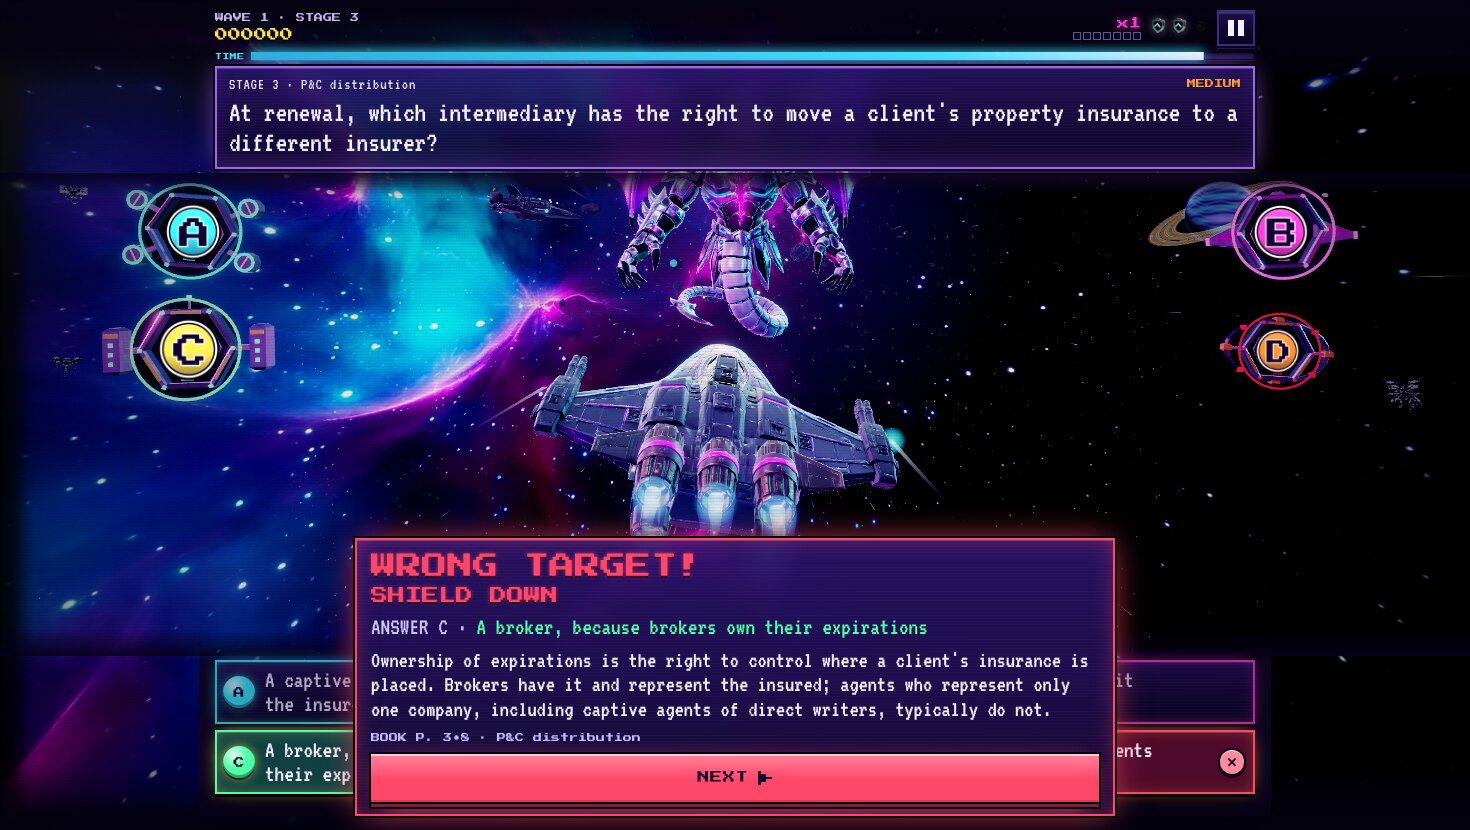 WAVE 1 · STAGE 3
000000
x1
TIME
STAGE 3 · P&C distribution
MEDIUM
At renewal, which intermediary has the right to move a client's property insurance to a
different insurer?
A
B
C
D
WRONG TARGET!
SHIELD DOWN
ANSWER C · A broker, because brokers own their expirations
Ownership of expirations is the right to control where a client's insurance is
placed. Brokers have it and represent the insured; agents who represent only
one company, including captive agents of direct writers, typically do not.
BOOK P. 3•8 · P&C distribution
NEXT
A
A captive
the insur
it
C
A broker,
their exp
ents